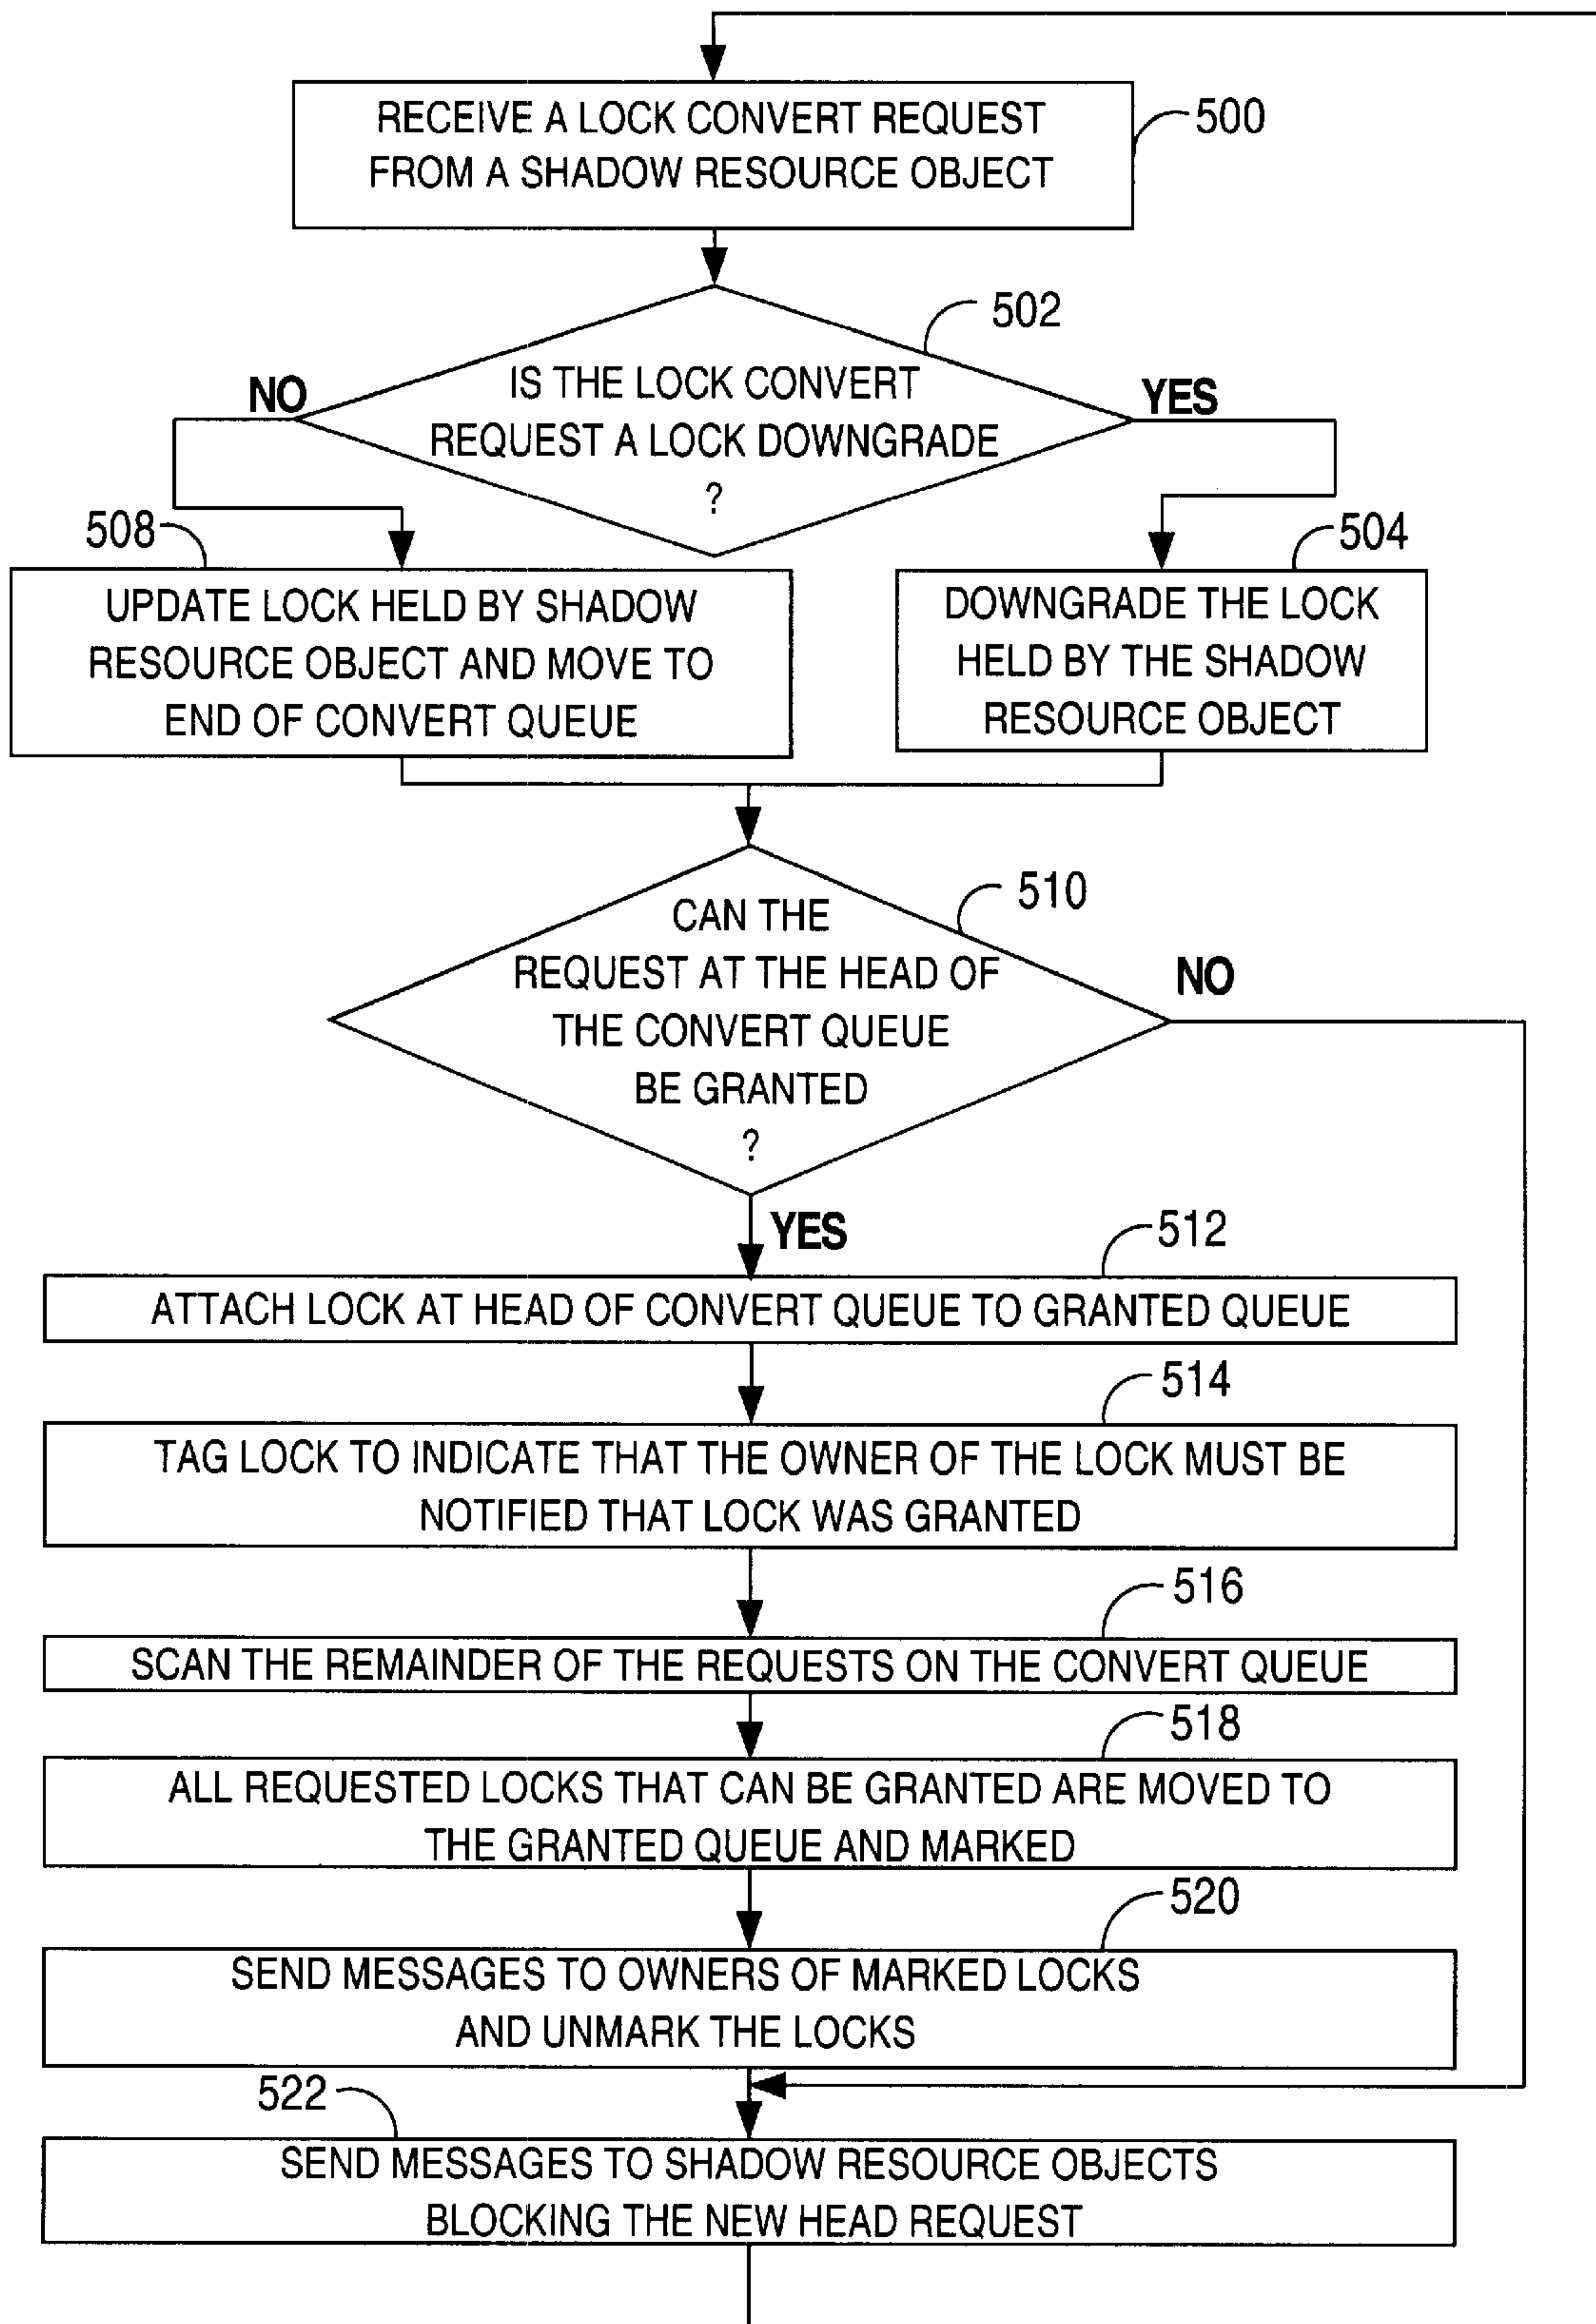 RECEIVE A LOCK CONVERT REQUEST
FROM A SHADOW RESOURCE OBJECT
500
502
IS THE LOCK CONVERT
REQUEST A LOCK DOWNGRADE
?
NO
YES
508
UPDATE LOCK HELD BY SHADOW
RESOURCE OBJECT AND MOVE TO
END OF CONVERT QUEUE
504
DOWNGRADE THE LOCK
HELD BY THE SHADOW
RESOURCE OBJECT
510
CAN THE
REQUEST AT THE HEAD OF
THE CONVERT QUEUE
BE GRANTED
?
NO
YES
512
ATTACH LOCK AT HEAD OF CONVERT QUEUE TO GRANTED QUEUE
514
TAG LOCK TO INDICATE THAT THE OWNER OF THE LOCK MUST BE
NOTIFIED THAT LOCK WAS GRANTED
516
SCAN THE REMAINDER OF THE REQUESTS ON THE CONVERT QUEUE
518
ALL REQUESTED LOCKS THAT CAN BE GRANTED ARE MOVED TO
THE GRANTED QUEUE AND MARKED
520
SEND MESSAGES TO OWNERS OF MARKED LOCKS
AND UNMARK THE LOCKS
522
SEND MESSAGES TO SHADOW RESOURCE OBJECTS
BLOCKING THE NEW HEAD REQUEST